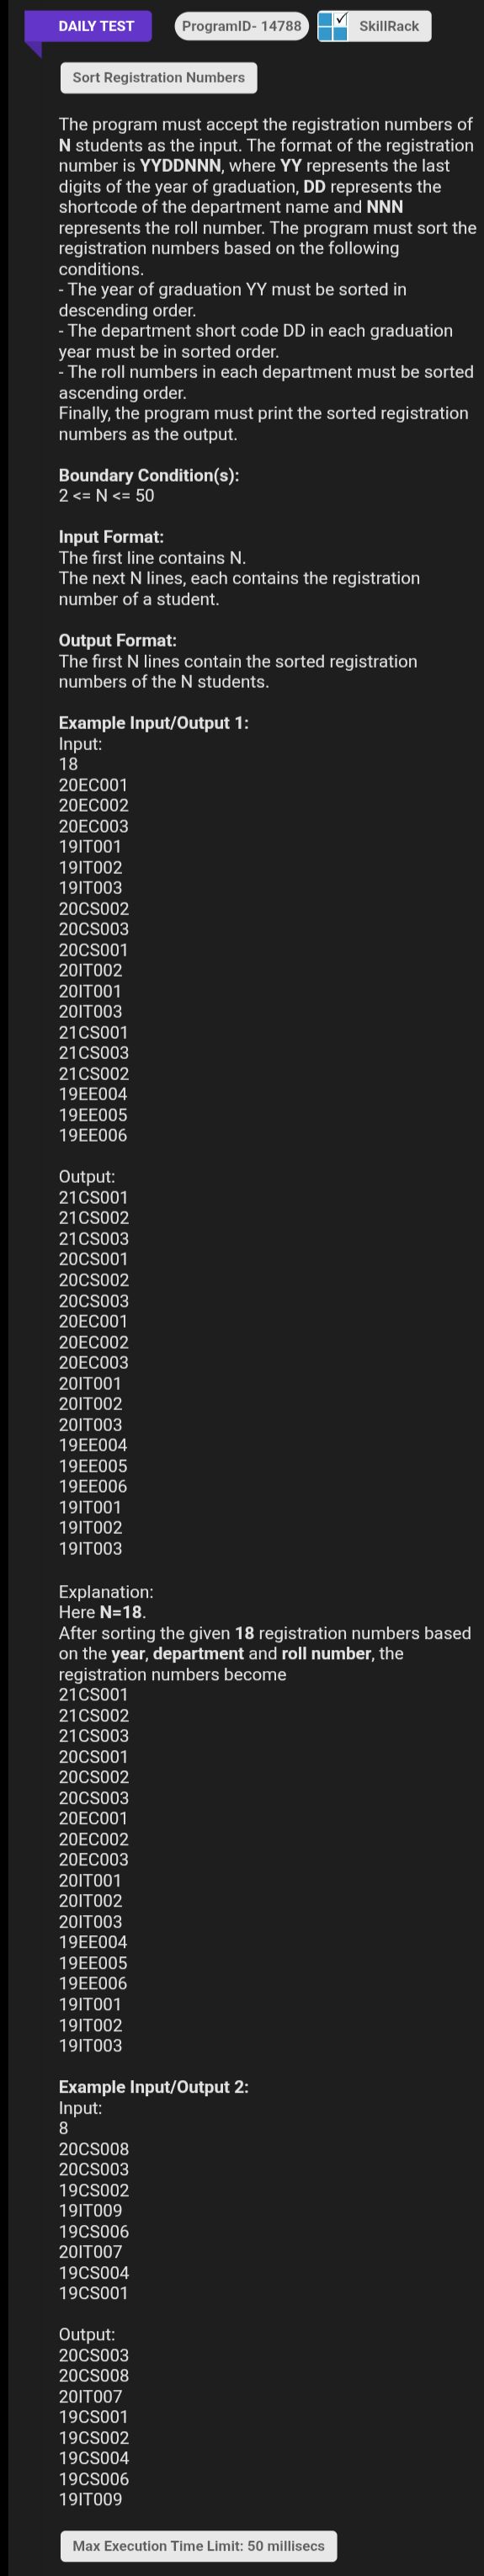 DAILY TEST
ProgramID- 14788
SkillRack
Sort Registration Numbers
The program must accept the registration numbers of
N students as the input. The format of the registration
number is YYDDNNN, where YY represents the last
digits of the year of graduation, DD represents the
shortcode of the department name and NNN
represents the roll number. The program must sort the
registration numbers based on the following
conditions.
- The year of graduation YY must be sorted in
descending order.
- The department short code DD in each graduation
year must be in sorted order.
- The roll numbers in each department must be sorted
ascending order.
Finally, the program must print the sorted registration
numbers as the output.
Boundary Condition(s):
2 <= N <= 50
Input Format:
The first line contains N.
The next N lines, each contains the registration
number of a student.
Output Format:
The first N lines contain the sorted registration
numbers of the N students.
Example Input/Output 1:
Input:
18
20EC001
20EC002
20EC003
19IT001
19IT002
19IT003
20CS002
20CS003
20CS001
20IT002
20IT001
20IT003
21CS001
21CS003
21CS002
19EE004
19EE005
19EE006
Output:
21CS001
21CS002
21CS003
20CS001
20CS002
20CS003
20EC001
20EC002
20EC003
20IT001
20IT002
20IT003
19EE004
19EE005
19EE006
19IT001
19IT002
19IT003
Explanation:
Here N=18.
After sorting the given 18 registration numbers based
on the year, department and roll number, the
registration numbers become
21CS001
21CS002
21CS003
20CS001
20CS002
20CS003
20EC001
20EC002
20EC003
20IT001
20IT002
20IT003
19EE004
19EE005
19EE006
19IT001
19IT002
19IT003
Example Input/Output 2:
Input:
8
20CS008
20CS003
19CS002
19IT009
19CS006
20IT007
19CS004
19CS001
Output:
20CS003
20CS008
20IT007
19CS001
19CS002
19CS004
19CS006
19IT009
Max Execution Time Limit: 50 millisecs